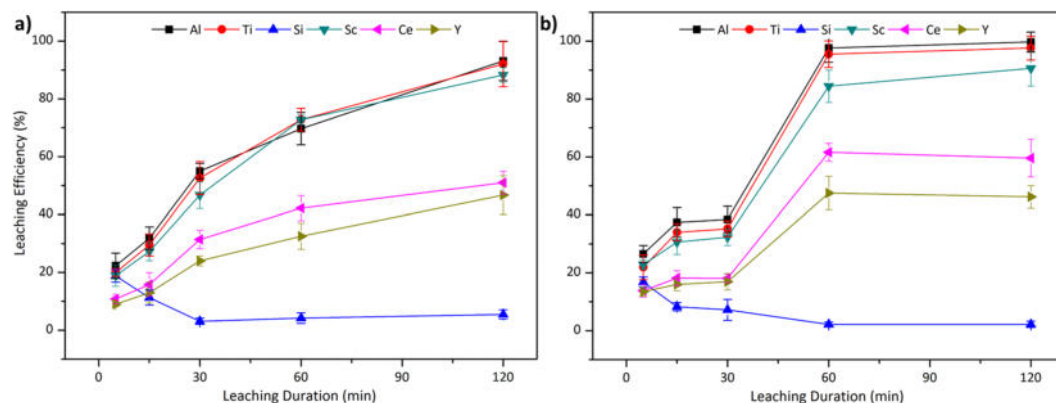 a)
Al Ti Si Sc Ce Y
100
80
60
40
20
0
Leaching Efficiency (%)
0 30 60 90 120
Leaching Duration (min)
b)
Al Ti Si Sc Ce Y
100
80
60
40
20
0
Leaching Efficiency (%)
0 30 60 90 120
Leaching Duration (min)